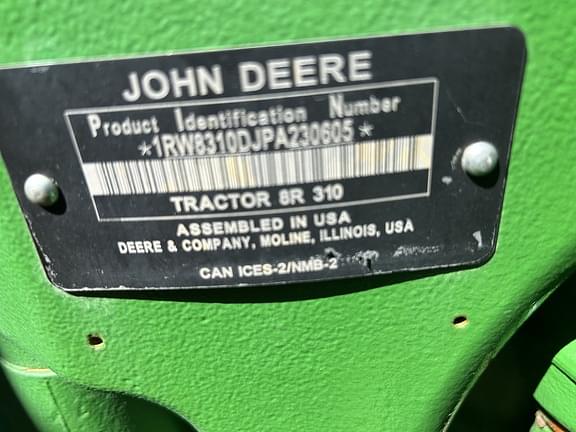 JOHN DEERE
Product Identification Number
*1RW8310DJPA230605*
TRACTOR 8R 310
ASSEMBLED IN USA
DEERE & COMPANY, MOLINE, ILLINOIS, USA
CAN ICES-2/NMB-2